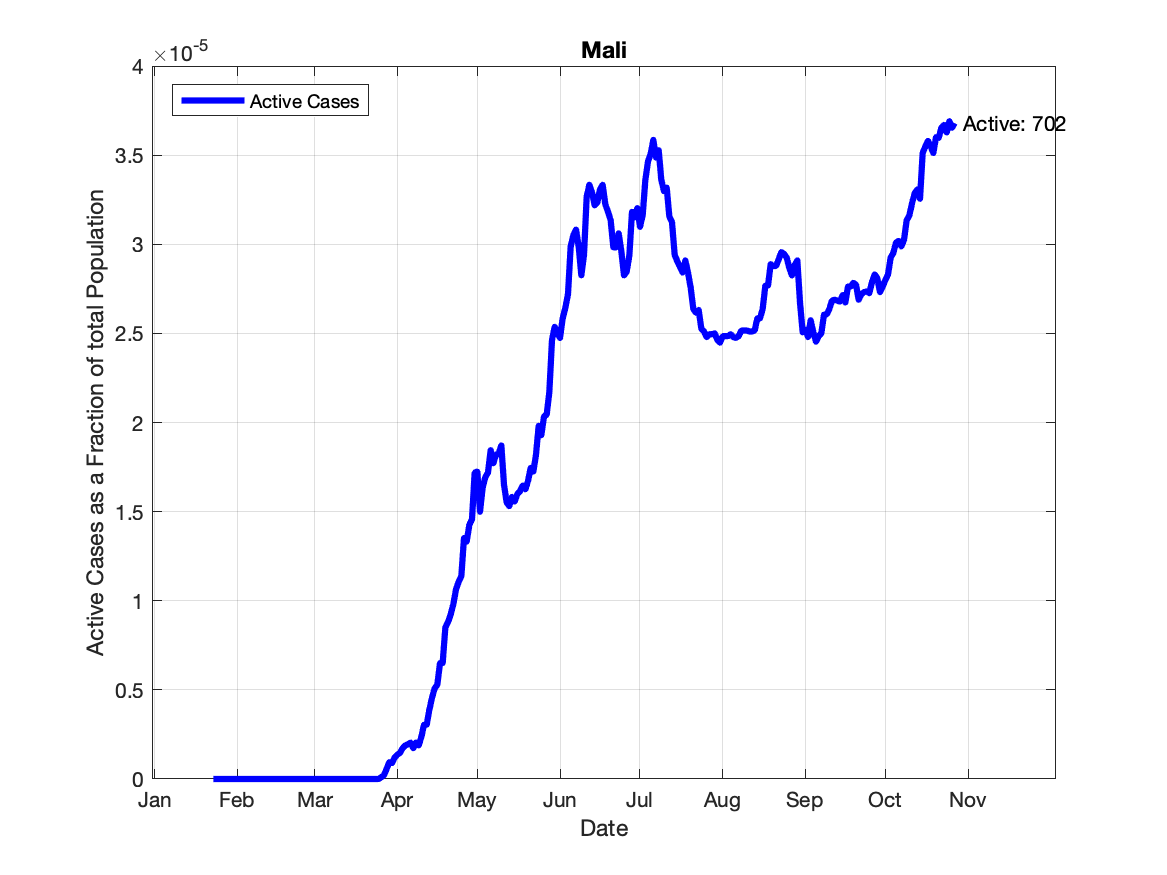 Mali
×10⁻⁵
4
3.5
3
2.5
2
1.5
1
0.5
0
Active Cases
Active: 702
Active Cases as a Fraction of total Population
Jan Feb Mar Apr May Jun Jul Aug Sep Oct Nov
Date